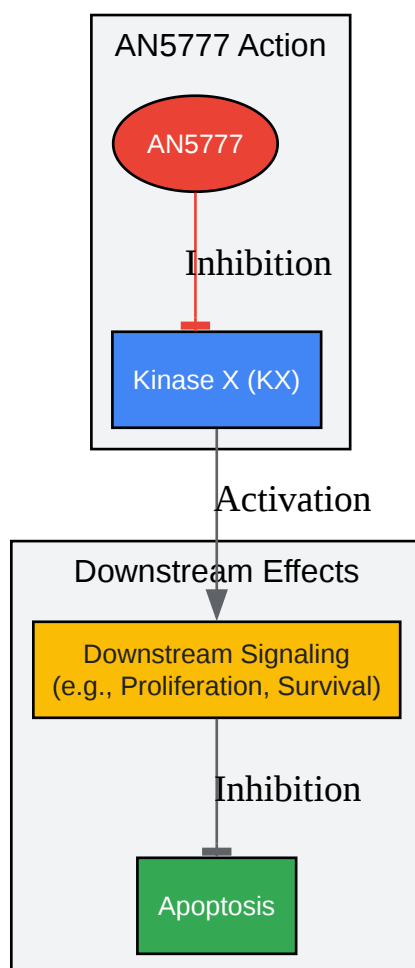 AN5777 Action
AN5777
Inhibition
Kinase X (KX)
Activation
Downstream Effects
Downstream Signaling
(e.g., Proliferation, Survival)
Inhibition
Apoptosis